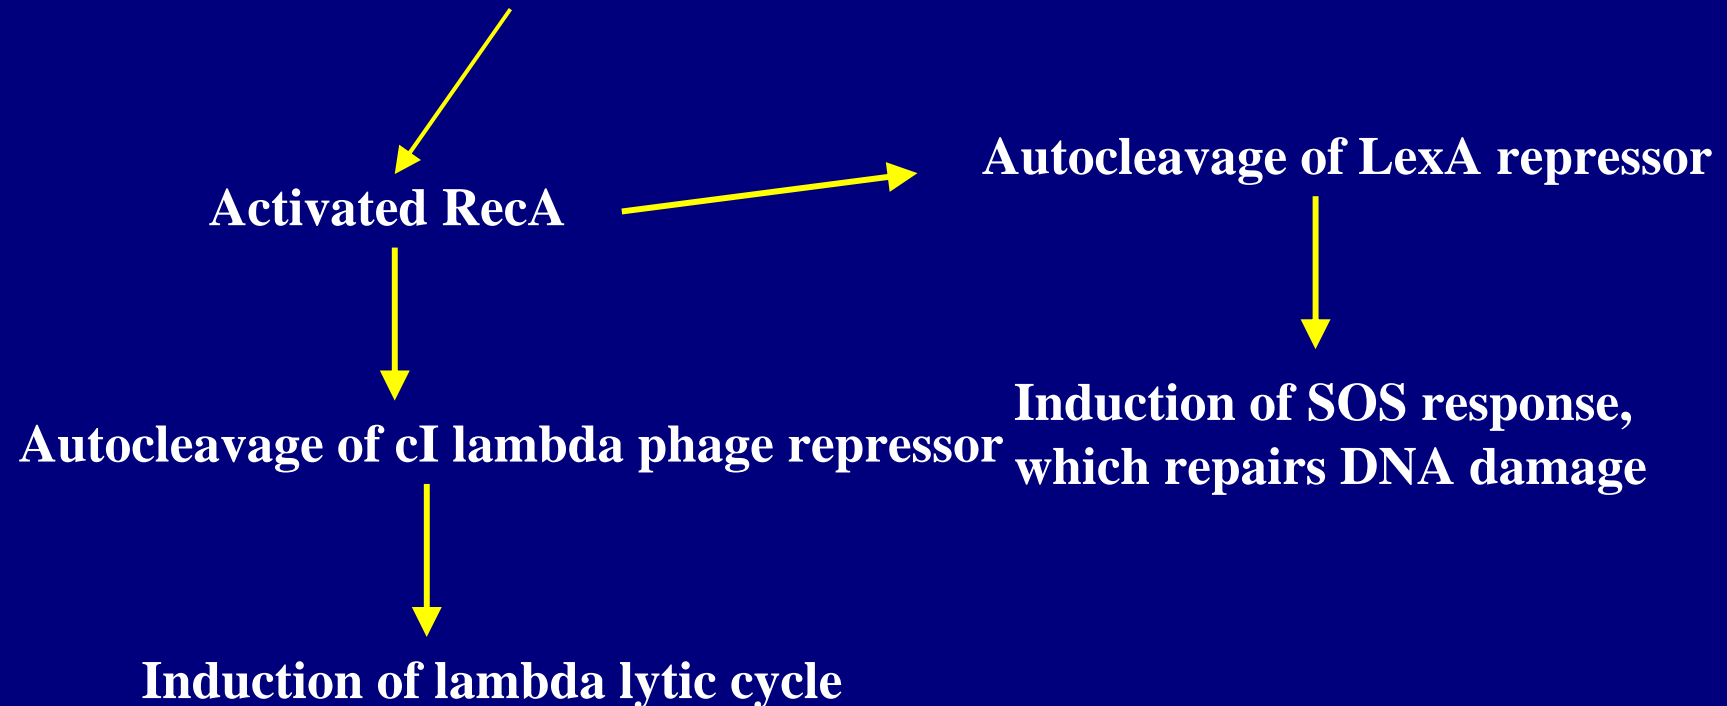 Autocleavage of LexA repressor
Activated RecA
Induction of SOS response,
which repairs DNA damage
Autocleavage of cI lambda phage repressor
Induction of lambda lytic cycle